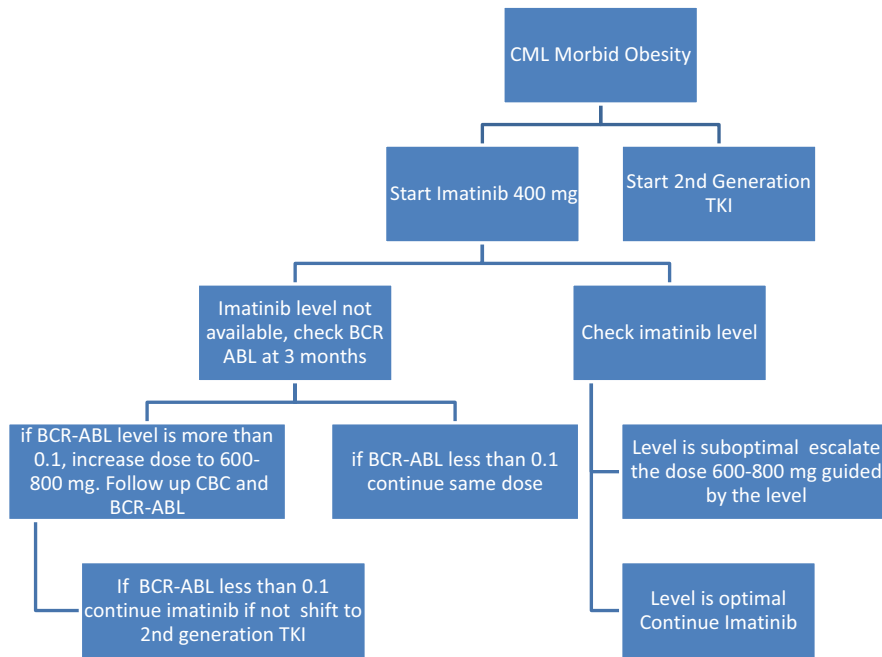 CML Morbid Obesity
Start Imatinib 400 mg
Start 2nd Generation
TKI
Imatinib level not
available, check BCR
ABL at 3 months
Check imatinib level
if BCR-ABL level is more than
0.1, increase dose to 600-
800 mg. Follow up CBC and
BCR-ABL
if BCR-ABL less than 0.1
continue same dose
Level is suboptimal escalate
the dose 600-800 mg guided
by the level
If BCR-ABL less than 0.1
continue imatinib if not shift to
2nd generation TKI
Level is optimal
Continue Imatinib